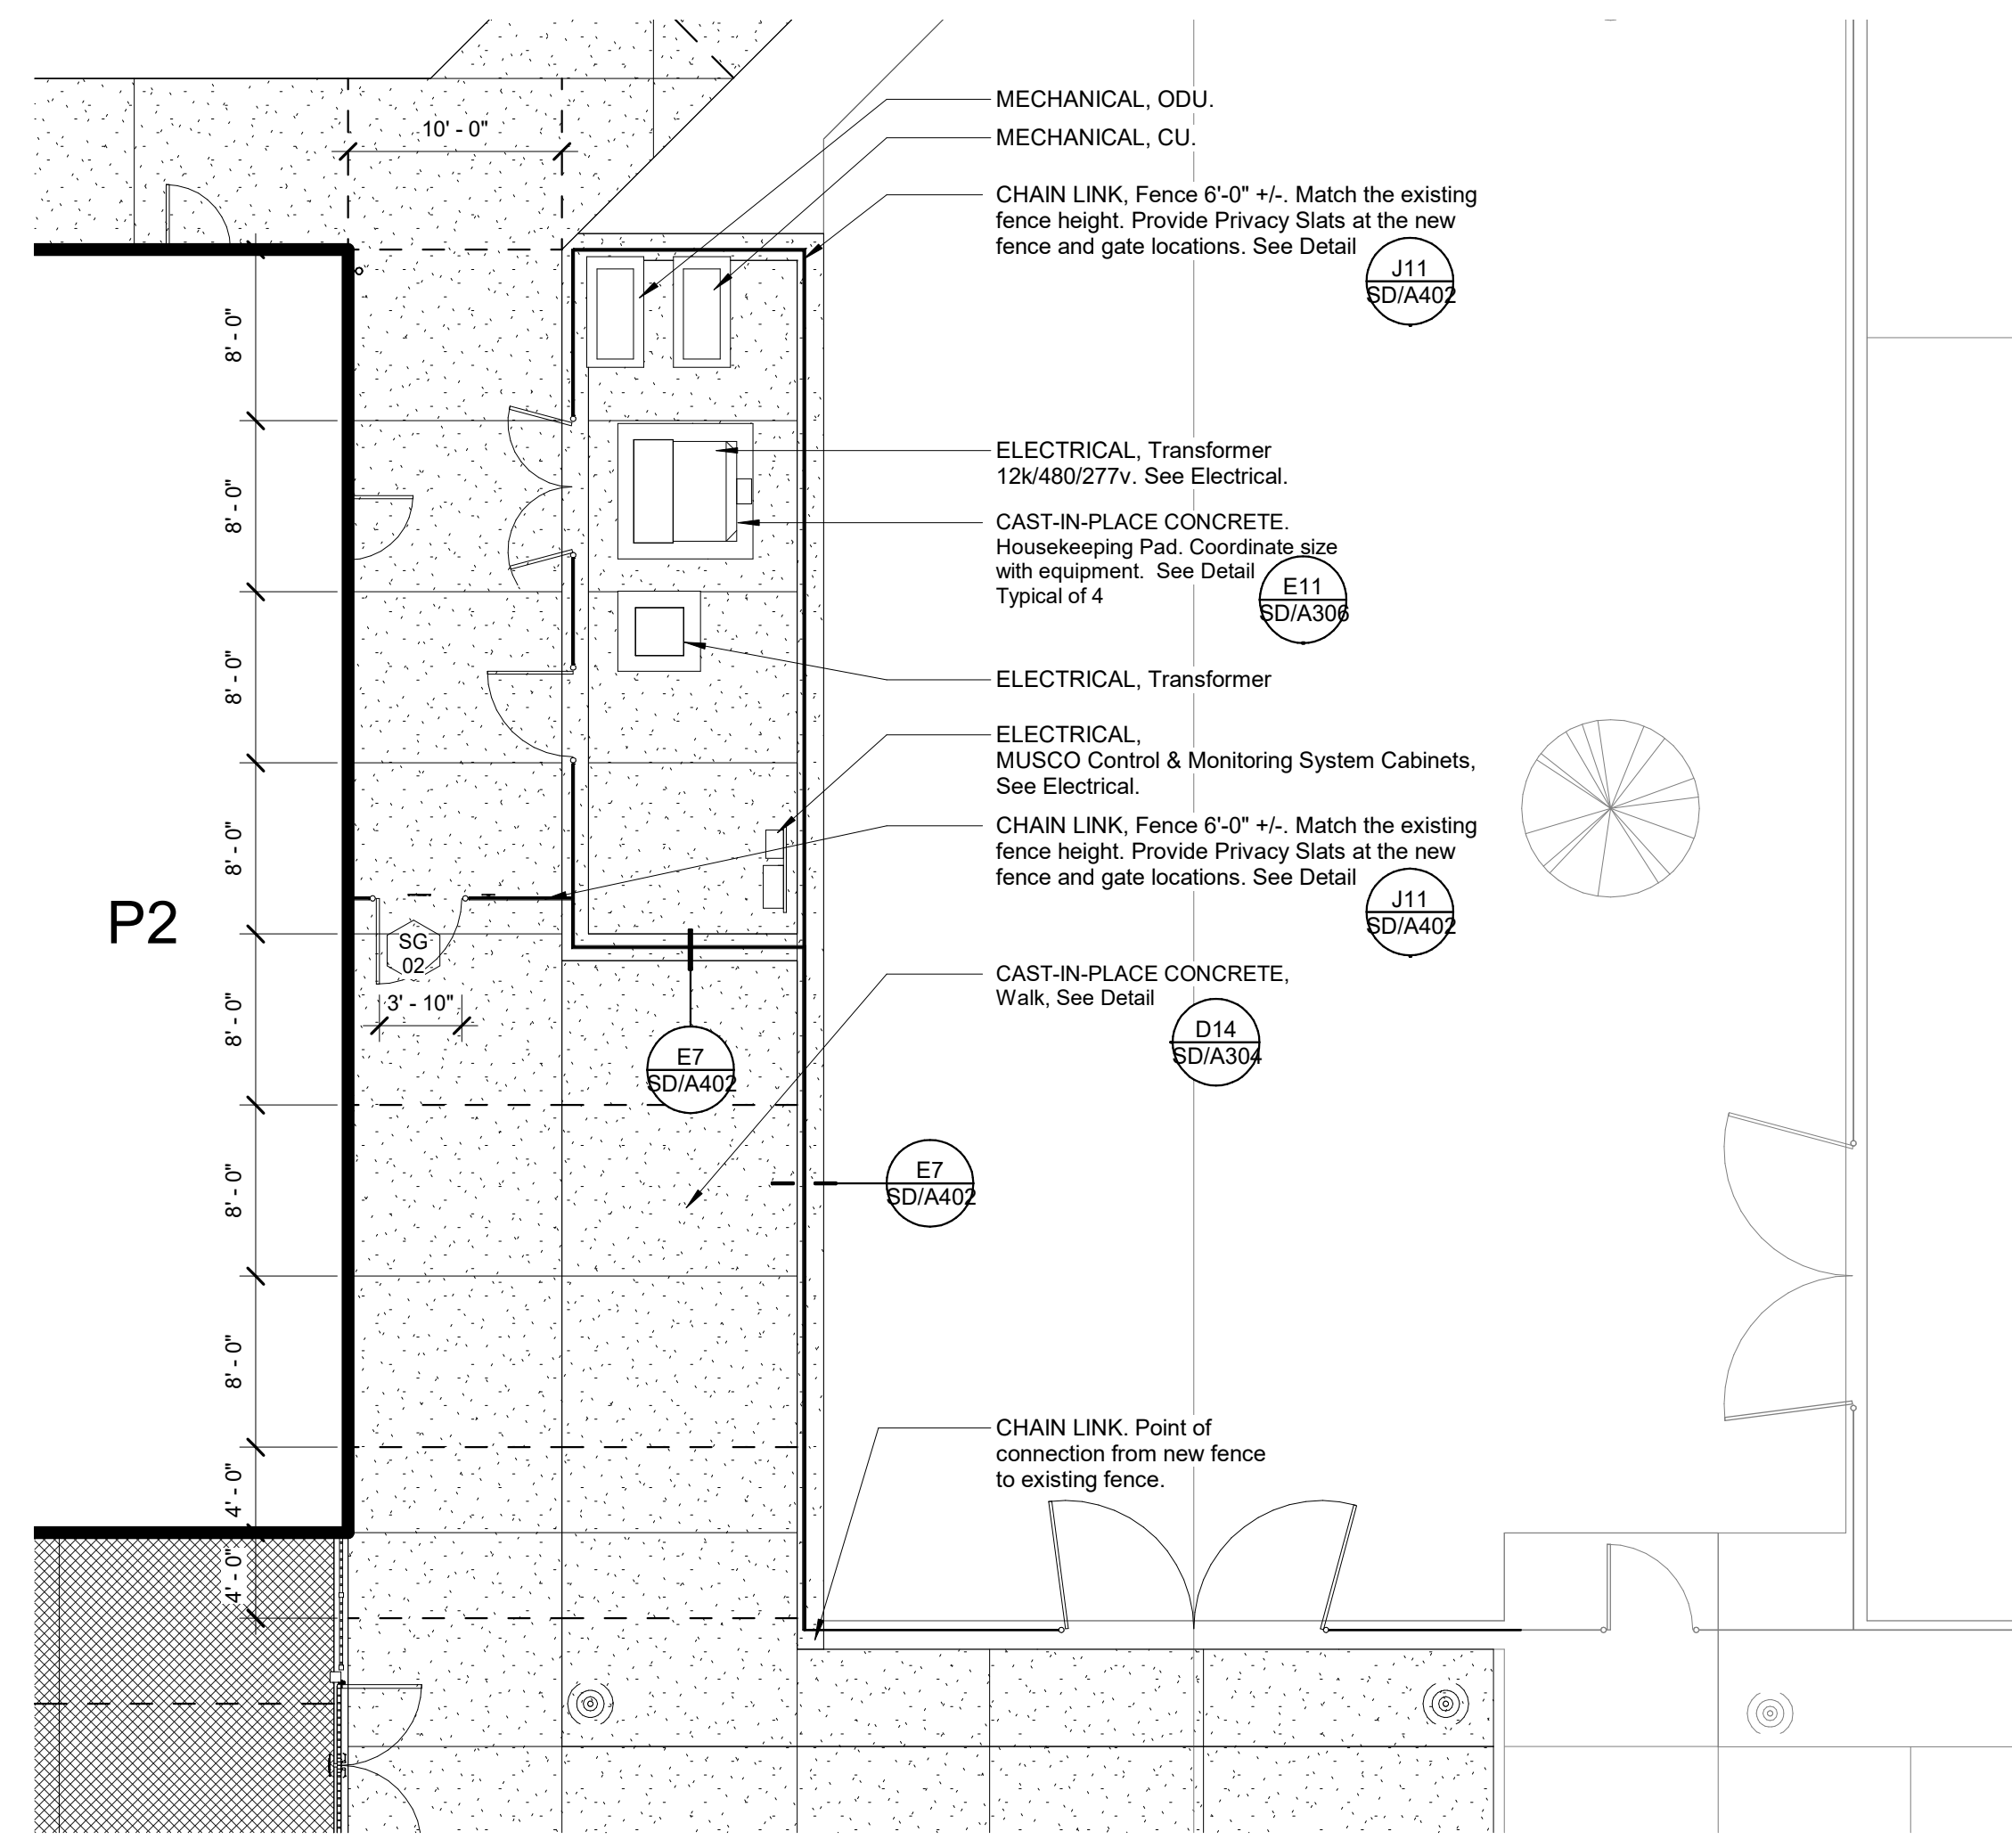 10' - 0"
MECHANICAL, ODU.
MECHANICAL, CU.
CHAIN LINK, Fence 6'-0" +/-. Match the existing
fence height. Provide Privacy Slats at the new
fence and gate locations. See Detail
J11
SD/A402
8' - 0"
8' - 0"
8' - 0"
8' - 0"
8' - 0"
8' - 0"
8' - 0"
4' - 0"
4' - 0"
ELECTRICAL, Transformer
12k/480/277v. See Electrical.
CAST-IN-PLACE CONCRETE.
Housekeeping Pad. Coordinate size
with equipment.  See Detail
Typical of 4
E11
SD/A306
ELECTRICAL, Transformer
ELECTRICAL,
MUSCO Control & Monitoring System Cabinets,
See Electrical.
CHAIN LINK, Fence 6'-0" +/-. Match the existing
fence height. Provide Privacy Slats at the new
fence and gate locations. See Detail
J11
SD/A402
P2
SG
02
3' - 10"
CAST-IN-PLACE CONCRETE,
Walk, See Detail
D14
SD/A304
E7
SD/A402
E7
SD/A402
CHAIN LINK. Point of
connection from new fence
to existing fence.